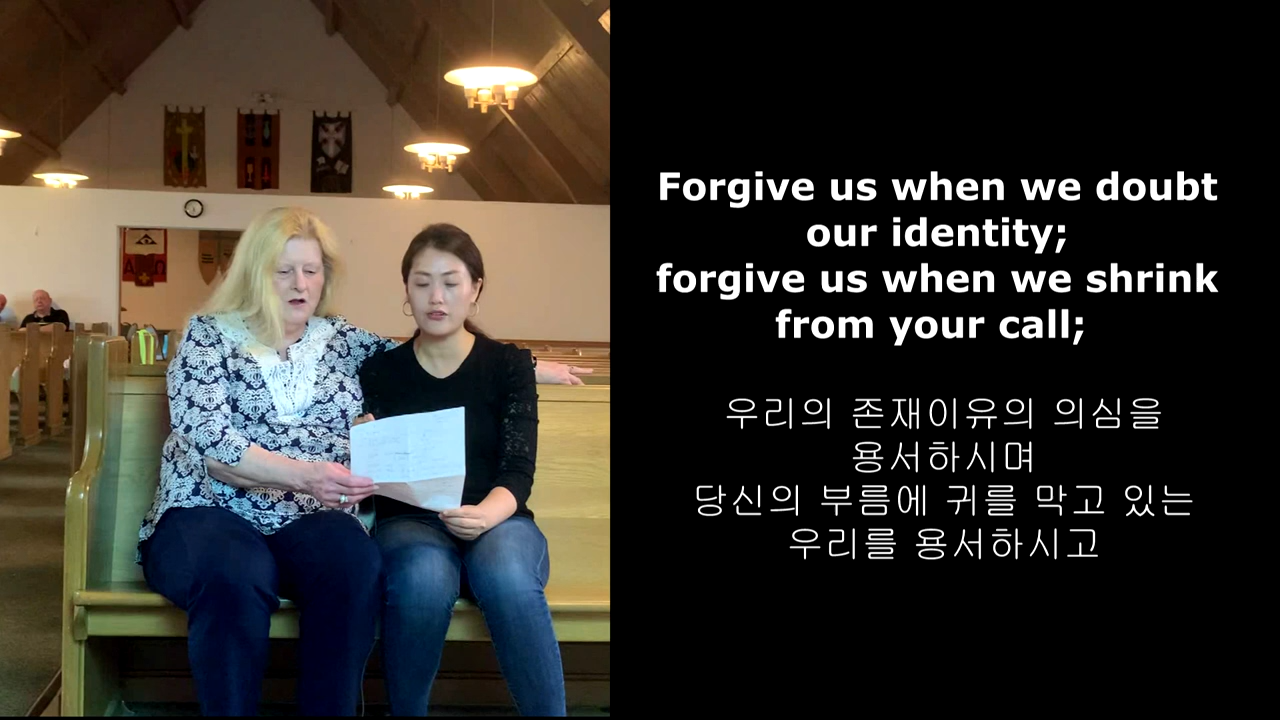 Forgive us when we doubt
our identity;
forgive us when we shrink
from your call;
우리의 존재이유의 의심을
용서하시며
당신의 부름에 귀를 막고 있는
우리를 용서하시고